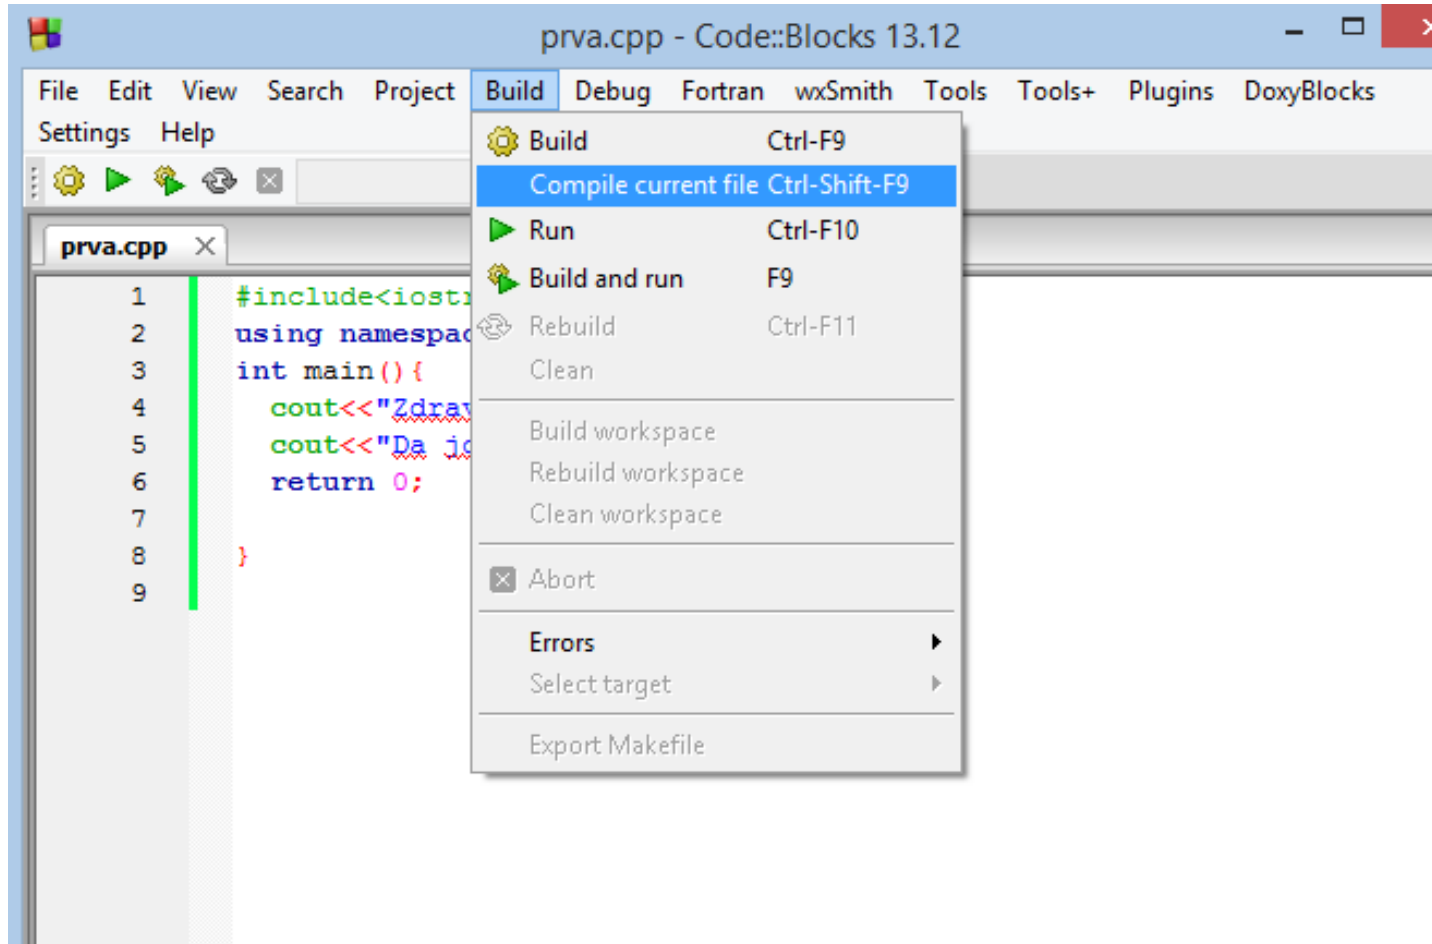 prva.cpp - Code::Blocks 13.12
File Edit View Search Project Build Debug Fortran wxSmith Tools Tools+ Plugins DoxyBlocks
Settings Help
Build Ctrl-F9
Compile current file Ctrl-Shift-F9
Run Ctrl-F10
Build and run F9
Rebuild Ctrl-F11
Clean
Build workspace
Rebuild workspace
Clean workspace
Abort
Errors
Select target
Export Makefile
prva.cpp
1 #include<iost
2 using namespac
3 int main(){
4 cout<<"Zdrav
5 cout<<"Da jo
6 return 0;
7
8 }
9